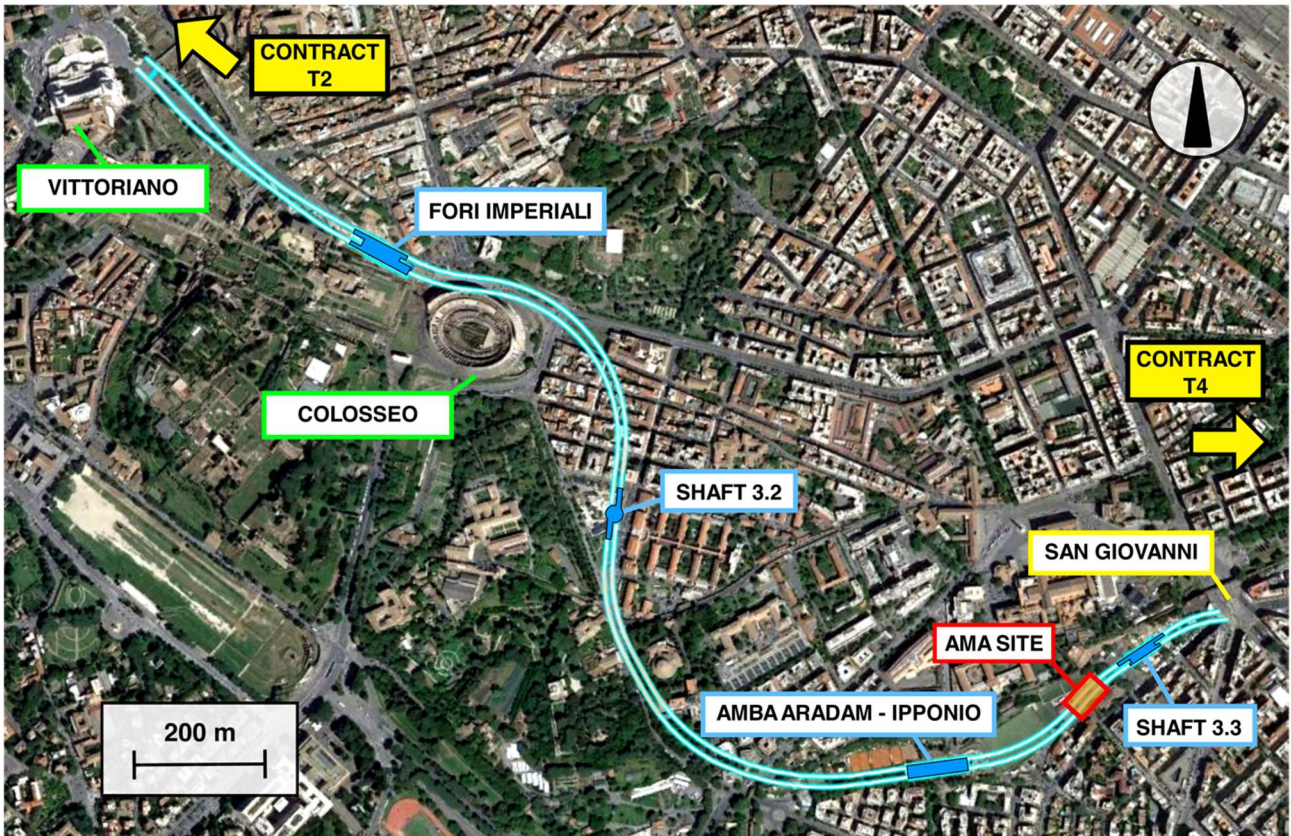 CONTRACT
T2
VITTORIANO
FORI IMPERIALI
CONTRACT
T4
COLOSSEO
SHAFT 3.2
SAN GIOVANNI
AMA SITE
AMBA ARADAM - IPPONIO
SHAFT 3.3
200 m